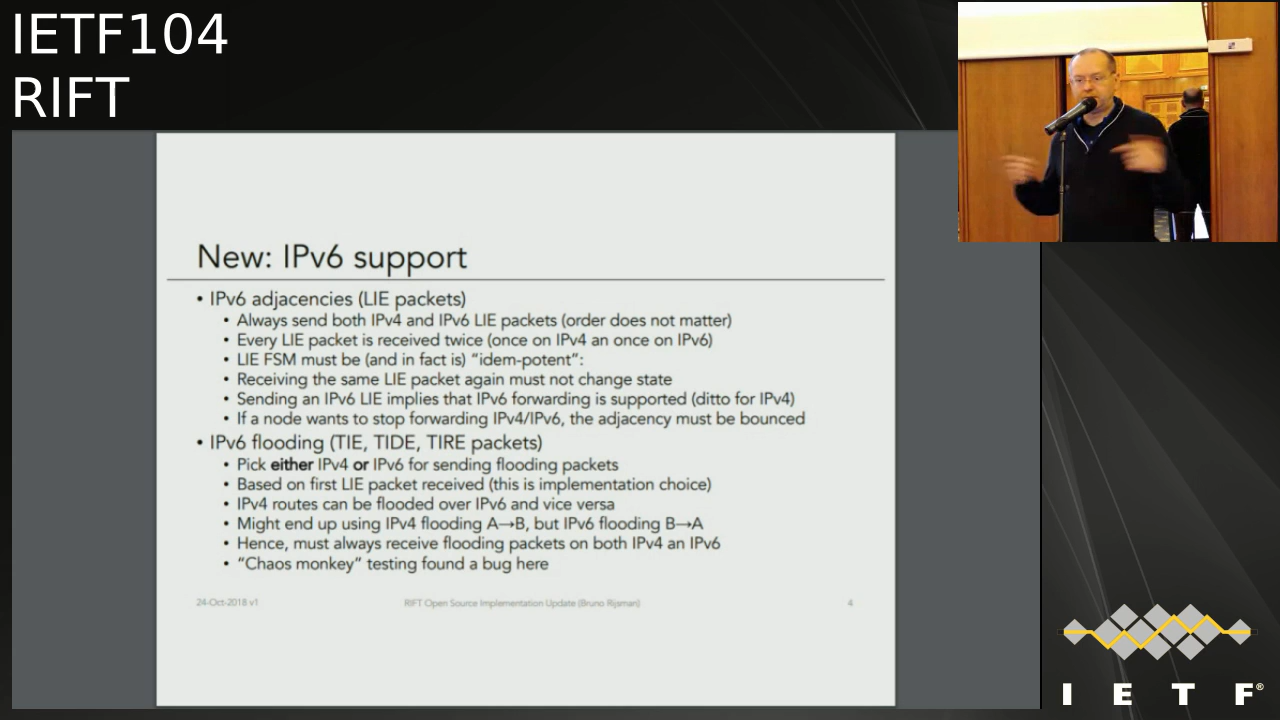 IETF104
RIFT
New: IPv6 support
• IPv6 adjacencies (LIE packets)
• Always send both IPv4 and IPv6 LIE packets (order does not matter)
• Every LIE packet is received twice (once on IPv4 an once on IPv6)
• LIE FSM must be (and in fact is) “idem-potent”:
• Receiving the same LIE packet again must not change state
• Sending an IPv6 LIE implies that IPv6 forwarding is supported (ditto for IPv4)
• If a node wants to stop forwarding IPv4/IPv6, the adjacency must be bounced
• IPv6 flooding (TIE, TIDE, TIRE packets)
• Pick either IPv4 or IPv6 for sending flooding packets
• Based on first LIE packet received (this is implementation choice)
• IPv4 routes can be flooded over IPv6 and vice versa
• Might end up using IPv4 flooding A→B, but IPv6 flooding B→A
• Hence, must always receive flooding packets on both IPv4 an IPv6
• “Chaos monkey” testing found a bug here
24-Oct-2018 v1
RIFT Open Source Implementation Update (Bruno Rijsman)
4
I E T F®